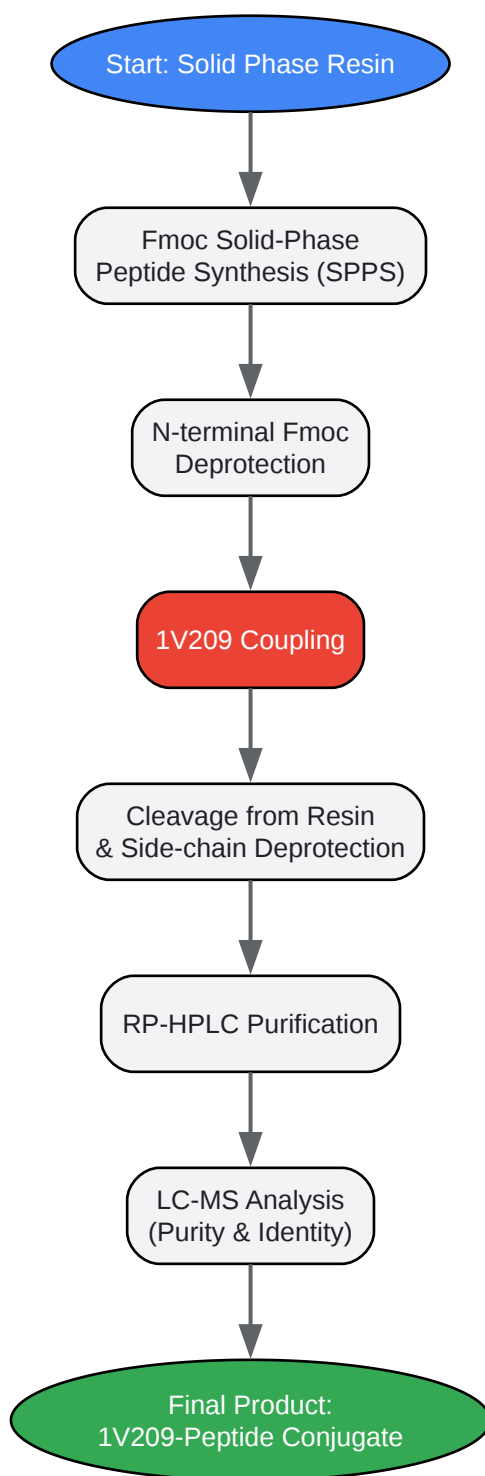 Start: Solid Phase Resin
Fmoc Solid-Phase
Peptide Synthesis (SPPS)
N-terminal Fmoc
Deprotection
1V209 Coupling
Cleavage from Resin
& Side-chain Deprotection
RP-HPLC Purification
LC-MS Analysis
(Purity & Identity)
Final Product:
1V209-Peptide Conjugate